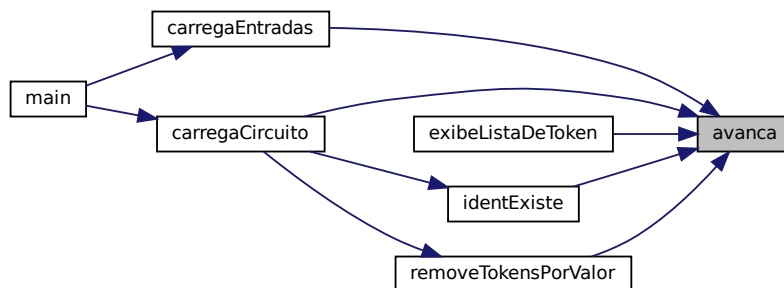 carregaEntradas
main
carregaCircuito
exibeListaDeToken
avanca
identExiste
removeTokensPorValor